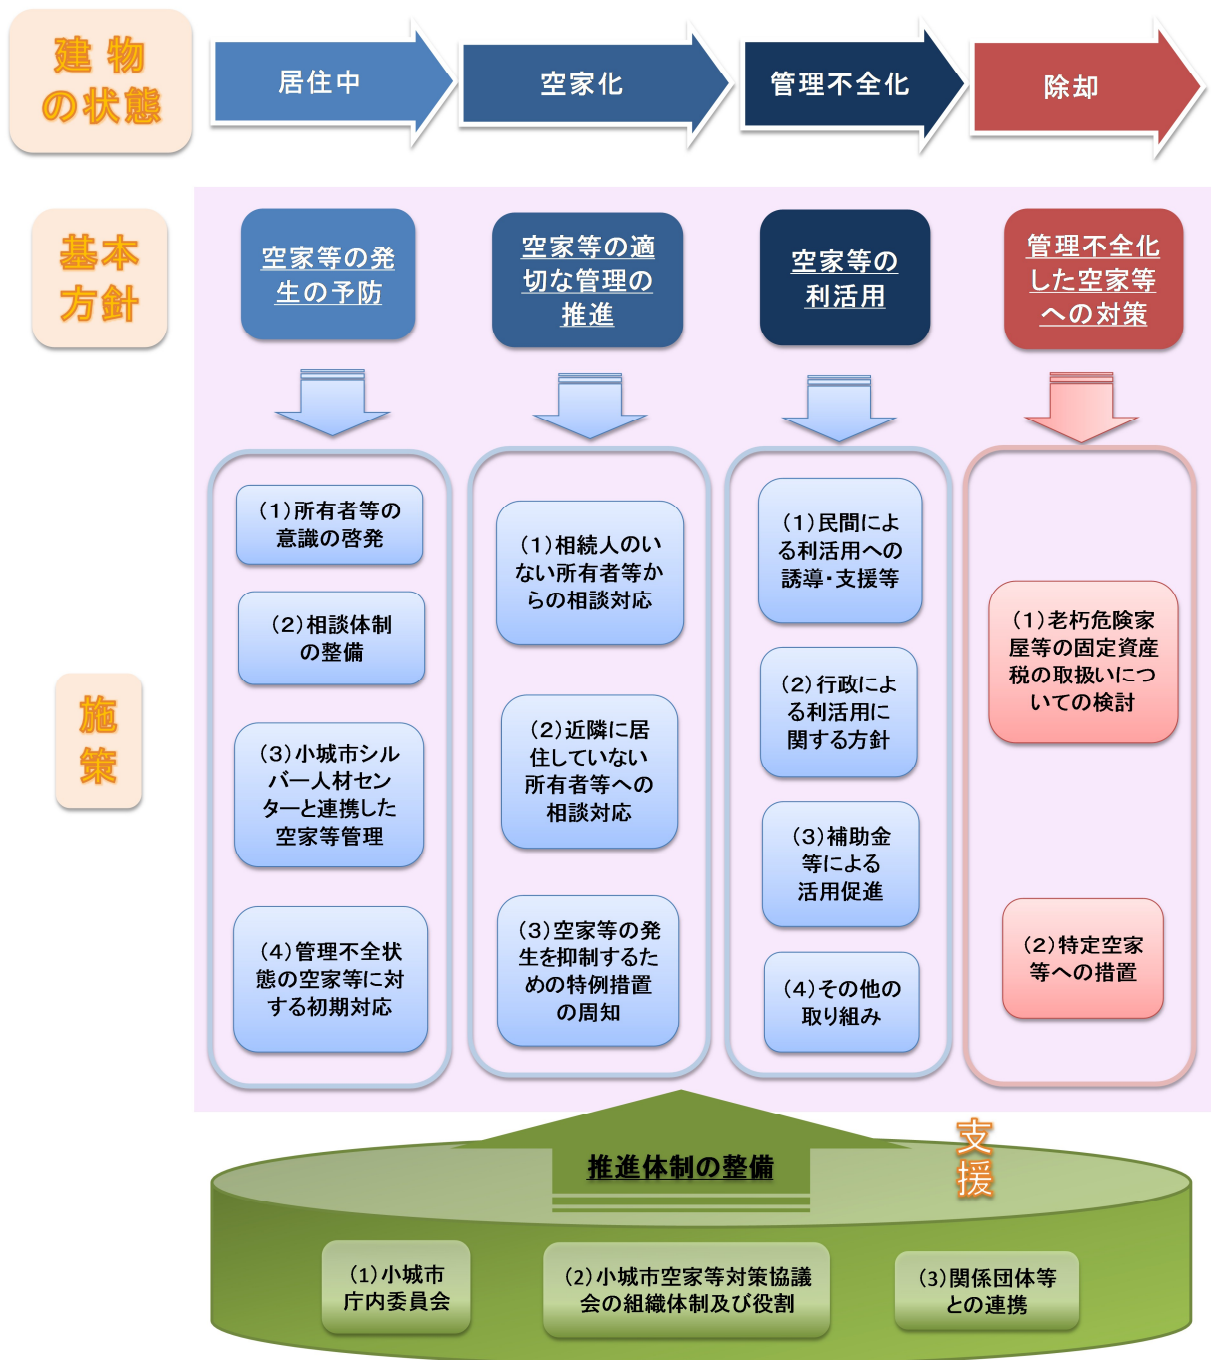 建物
の状態
居住中
空家化
管理不全化
除却
基本
方針
空家等の発
生の予防
空家等の適
切な管理の
推進
空家等の
利活用
管理不全化
した空家等
への対策
施
策
(1)所有者等の
意識の啓発
(2)相談体制
の整備
(3)小城市シル
バー人材セン
ターと連携した
空家等管理
(4)管理不全状
態の空家等に対
する初期対応
(1)相続人のい
ない所有者等か
らの相談対応
(2)近隣に居
住していない
所有者等への
相談対応
(3)空家等の発
生を抑制するた
めの特例措置
の周知
(1)民間によ
る利活用への
誘導・支援等
(2)行政によ
る利活用に
関する方針
(3)補助金
等による
活用促進
(4)その他の
取り組み
(1)老朽危険家
屋等の固定資産
税の取扱いにつ
いての検討
(2)特定空家
等への措置
支
援
推進体制の整備
(1)小城市
庁内委員会
(2)小城市空家等対策協議
会の組織体制及び役割
(3)関係団体等
との連携